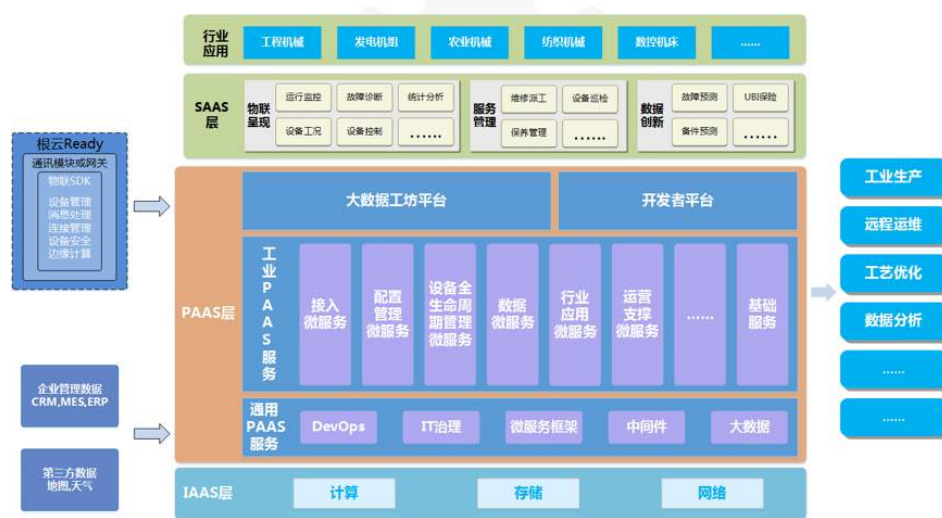 行业
应用
工程机械
发电机组
农业机械
纺织机械
数控机床
......
SAAS
层
物联
呈现
运行监控
故障诊断
统计分析
设备工况
设备控制
......
服务
管理
维修派工
设备巡检
保养管理
......
数据
创新
故障预测
UBI保险
备件预测
......
根云Ready
通讯模块或网关
物联SDK
设备管理
消息处理
连接管理
设备安全
边缘计算
企业管理数据
CRM,MES,ERP
第三方数据
地图,天气
PAAS层
大数据工坊平台
开发者平台
工业PAAS服务
接入
微服务
配置
管理
微服务
设备全
生命周
期管理
微服务
数据
微服务
行业
应用
微服务
运营
支撑
微服务
......
基础
服务
通用
PAAS
服务
DevOps
IT治理
微服务框架
中间件
大数据
IAAS层
计算
存储
网络
工业生产
远程运维
工艺优化
数据分析
......
......